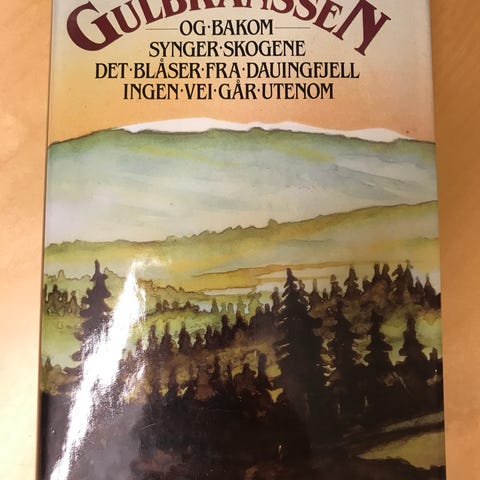 GULBRANSSEN
OG·BAKOM
SYNGER·SKOGENE
DET·BLÅSER·FRA·DAUINGFJELL
INGEN·VEI·GÅR·UTENOM